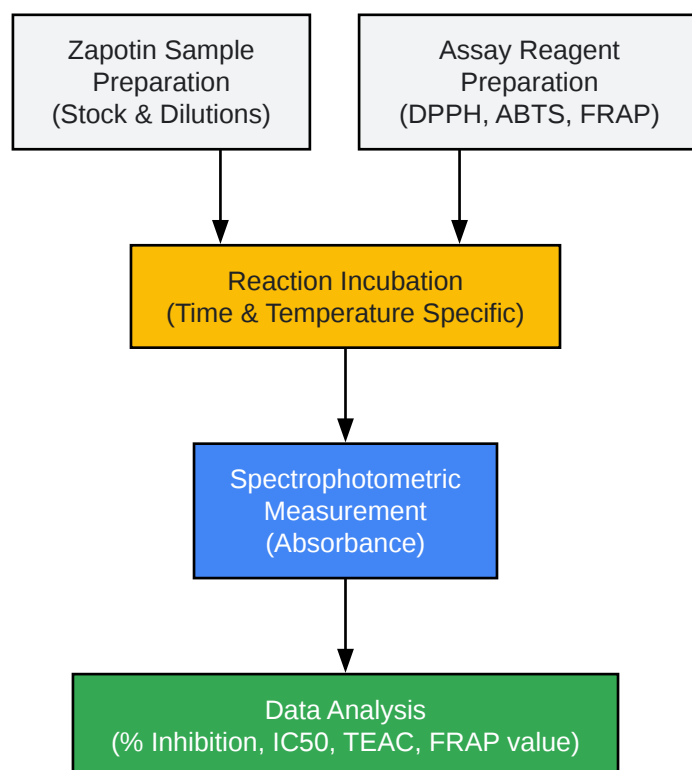 Zapotin Sample
Preparation
(Stock & Dilutions)
Assay Reagent
Preparation
(DPPH, ABTS, FRAP)
Reaction Incubation
(Time & Temperature Specific)
Spectrophotometric
Measurement
(Absorbance)
Data Analysis
(% Inhibition, IC50, TEAC, FRAP value)